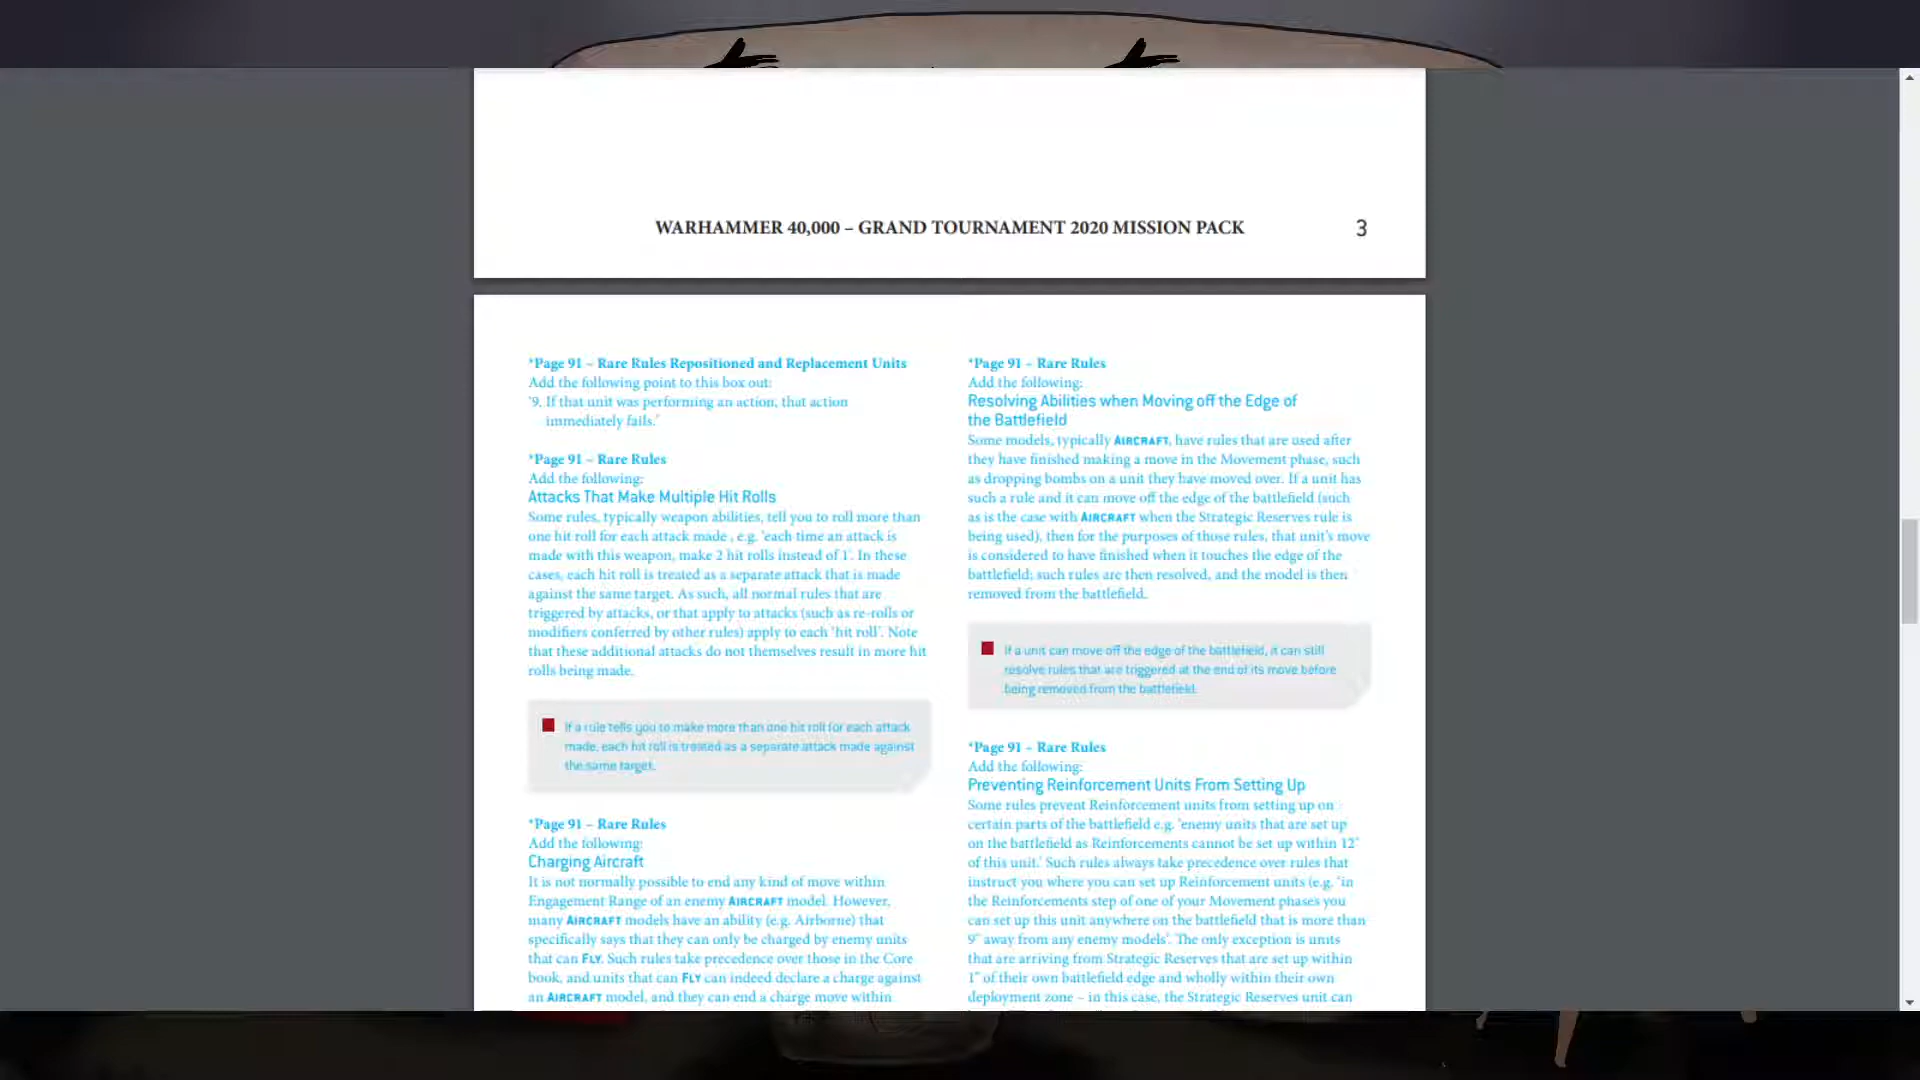 WARHAMMER 40,000 – GRAND TOURNAMENT 2020 MISSION PACK
3
*Page 91 – Rare Rules Repositioned and Replacement Units
Add the following point to this box out:
'9. If that unit was performing an action, that action
immediately fails.'
*Page 91 – Rare Rules
Add the following:
Attacks That Make Multiple Hit Rolls
Some rules, typically weapon abilities, tell you to roll more than
one hit roll for each attack made , e.g. 'each time an attack is
made with this weapon, make 2 hit rolls instead of 1'. In these
cases, each hit roll is treated as a separate attack that is made
against the same target. As such, all normal rules that are
triggered by attacks, or that apply to attacks (such as re-rolls or
modifiers conferred by other rules) apply to each 'hit roll'. Note
that these additional attacks do not themselves result in more hit
rolls being made.
If a rule tells you to make more than one hit roll for each attack
made, each hit roll is treated as a separate attack made against
the same target.
*Page 91 – Rare Rules
Add the following:
Charging Aircraft
It is not normally possible to end any kind of move within
Engagement Range of an enemy AIRCRAFT model. However,
many AIRCRAFT models have an ability (e.g. Airborne) that
specifically says that they can only be charged by enemy units
that can FLY. Such rules take precedence over those in the Core
book, and units that can FLY can indeed declare a charge against
an AIRCRAFT model, and they can end a charge move within
*Page 91 – Rare Rules
Add the following:
Resolving Abilities when Moving off the Edge of
the Battlefield
Some models, typically AIRCRAFT, have rules that are used after
they have finished making a move in the Movement phase, such
as dropping bombs on a unit they have moved over. If a unit has
such a rule and it can move off the edge of the battlefield (such
as is the case with AIRCRAFT when the Strategic Reserves rule is
being used), then for the purposes of those rules, that unit's move
is considered to have finished when it touches the edge of the
battlefield; such rules are then resolved, and the model is then
removed from the battlefield.
If a unit can move off the edge of the battlefield, it can still
resolve rules that are triggered at the end of its move before
being removed from the battlefield.
*Page 91 – Rare Rules
Add the following:
Preventing Reinforcement Units From Setting Up
Some rules prevent Reinforcement units from setting up on
certain parts of the battlefield e.g. 'enemy units that are set up
on the battlefield as Reinforcements cannot be set up within 12"
of this unit.' Such rules always take precedence over rules that
instruct you where you can set up Reinforcement units (e.g. 'in
the Reinforcements step of one of your Movement phases you
can set up this unit anywhere on the battlefield that is more than
9" away from any enemy models'. The only exception is units
that are arriving from Strategic Reserves that are set up within
1" of their own battlefield edge and wholly within their own
deployment zone – in this case, the Strategic Reserves unit can